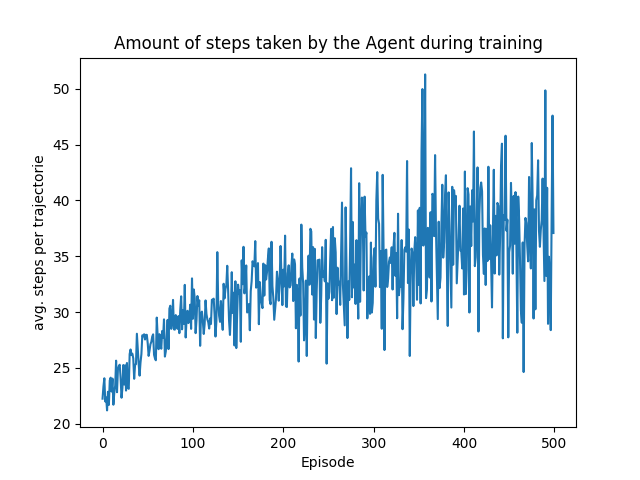 Amount of steps taken by the Agent during training
avg. steps per trajectorie
50
45
40
35
30
25
20
0 100 200 300 400 500
Episode